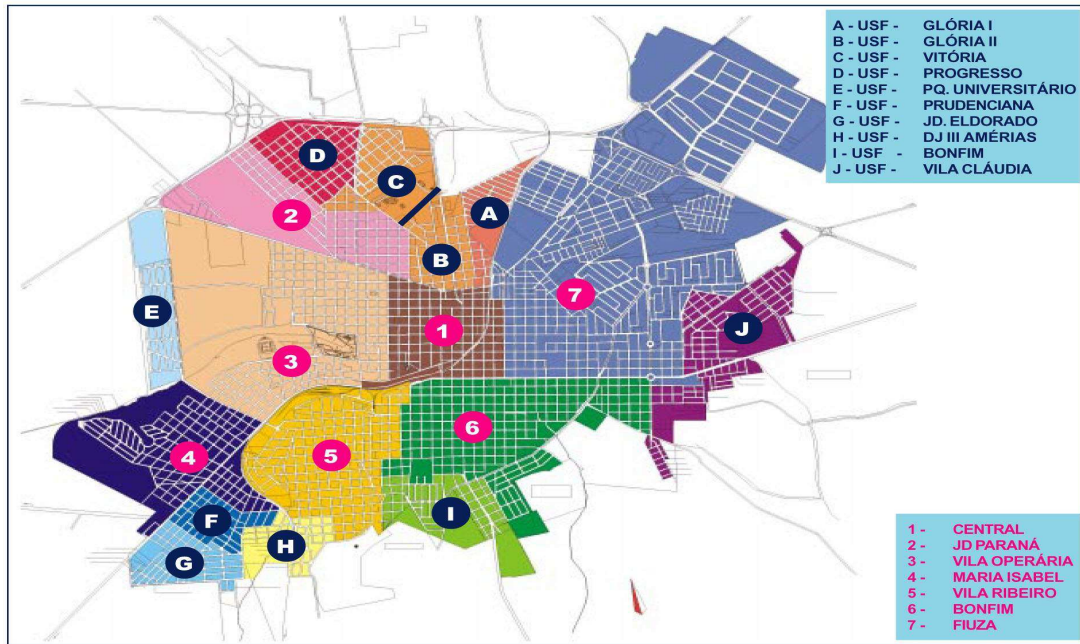 A - USF - GLÓRIA I
B - USF - GLÓRIA II
C - USF - VITÓRIA
D - USF - PROGRESSO
E - USF - PQ. UNIVERSITÁRIO
F - USF - PRUDENCIANA
G - USF - JD. ELDORADO
H - USF - DJ III AMÉRIAS
I - USF - BONFIM
J - USF - VILA CLÁUDIA
D
C
2
A
B
E
7
1
J
3
6
4
5
F
I
H
G
1 - CENTRAL
2 - JD PARANÁ
3 - VILA OPERÁRIA
4 - MARIA ISABEL
5 - VILA RIBEIRO
6 - BONFIM
7 - FIUZA